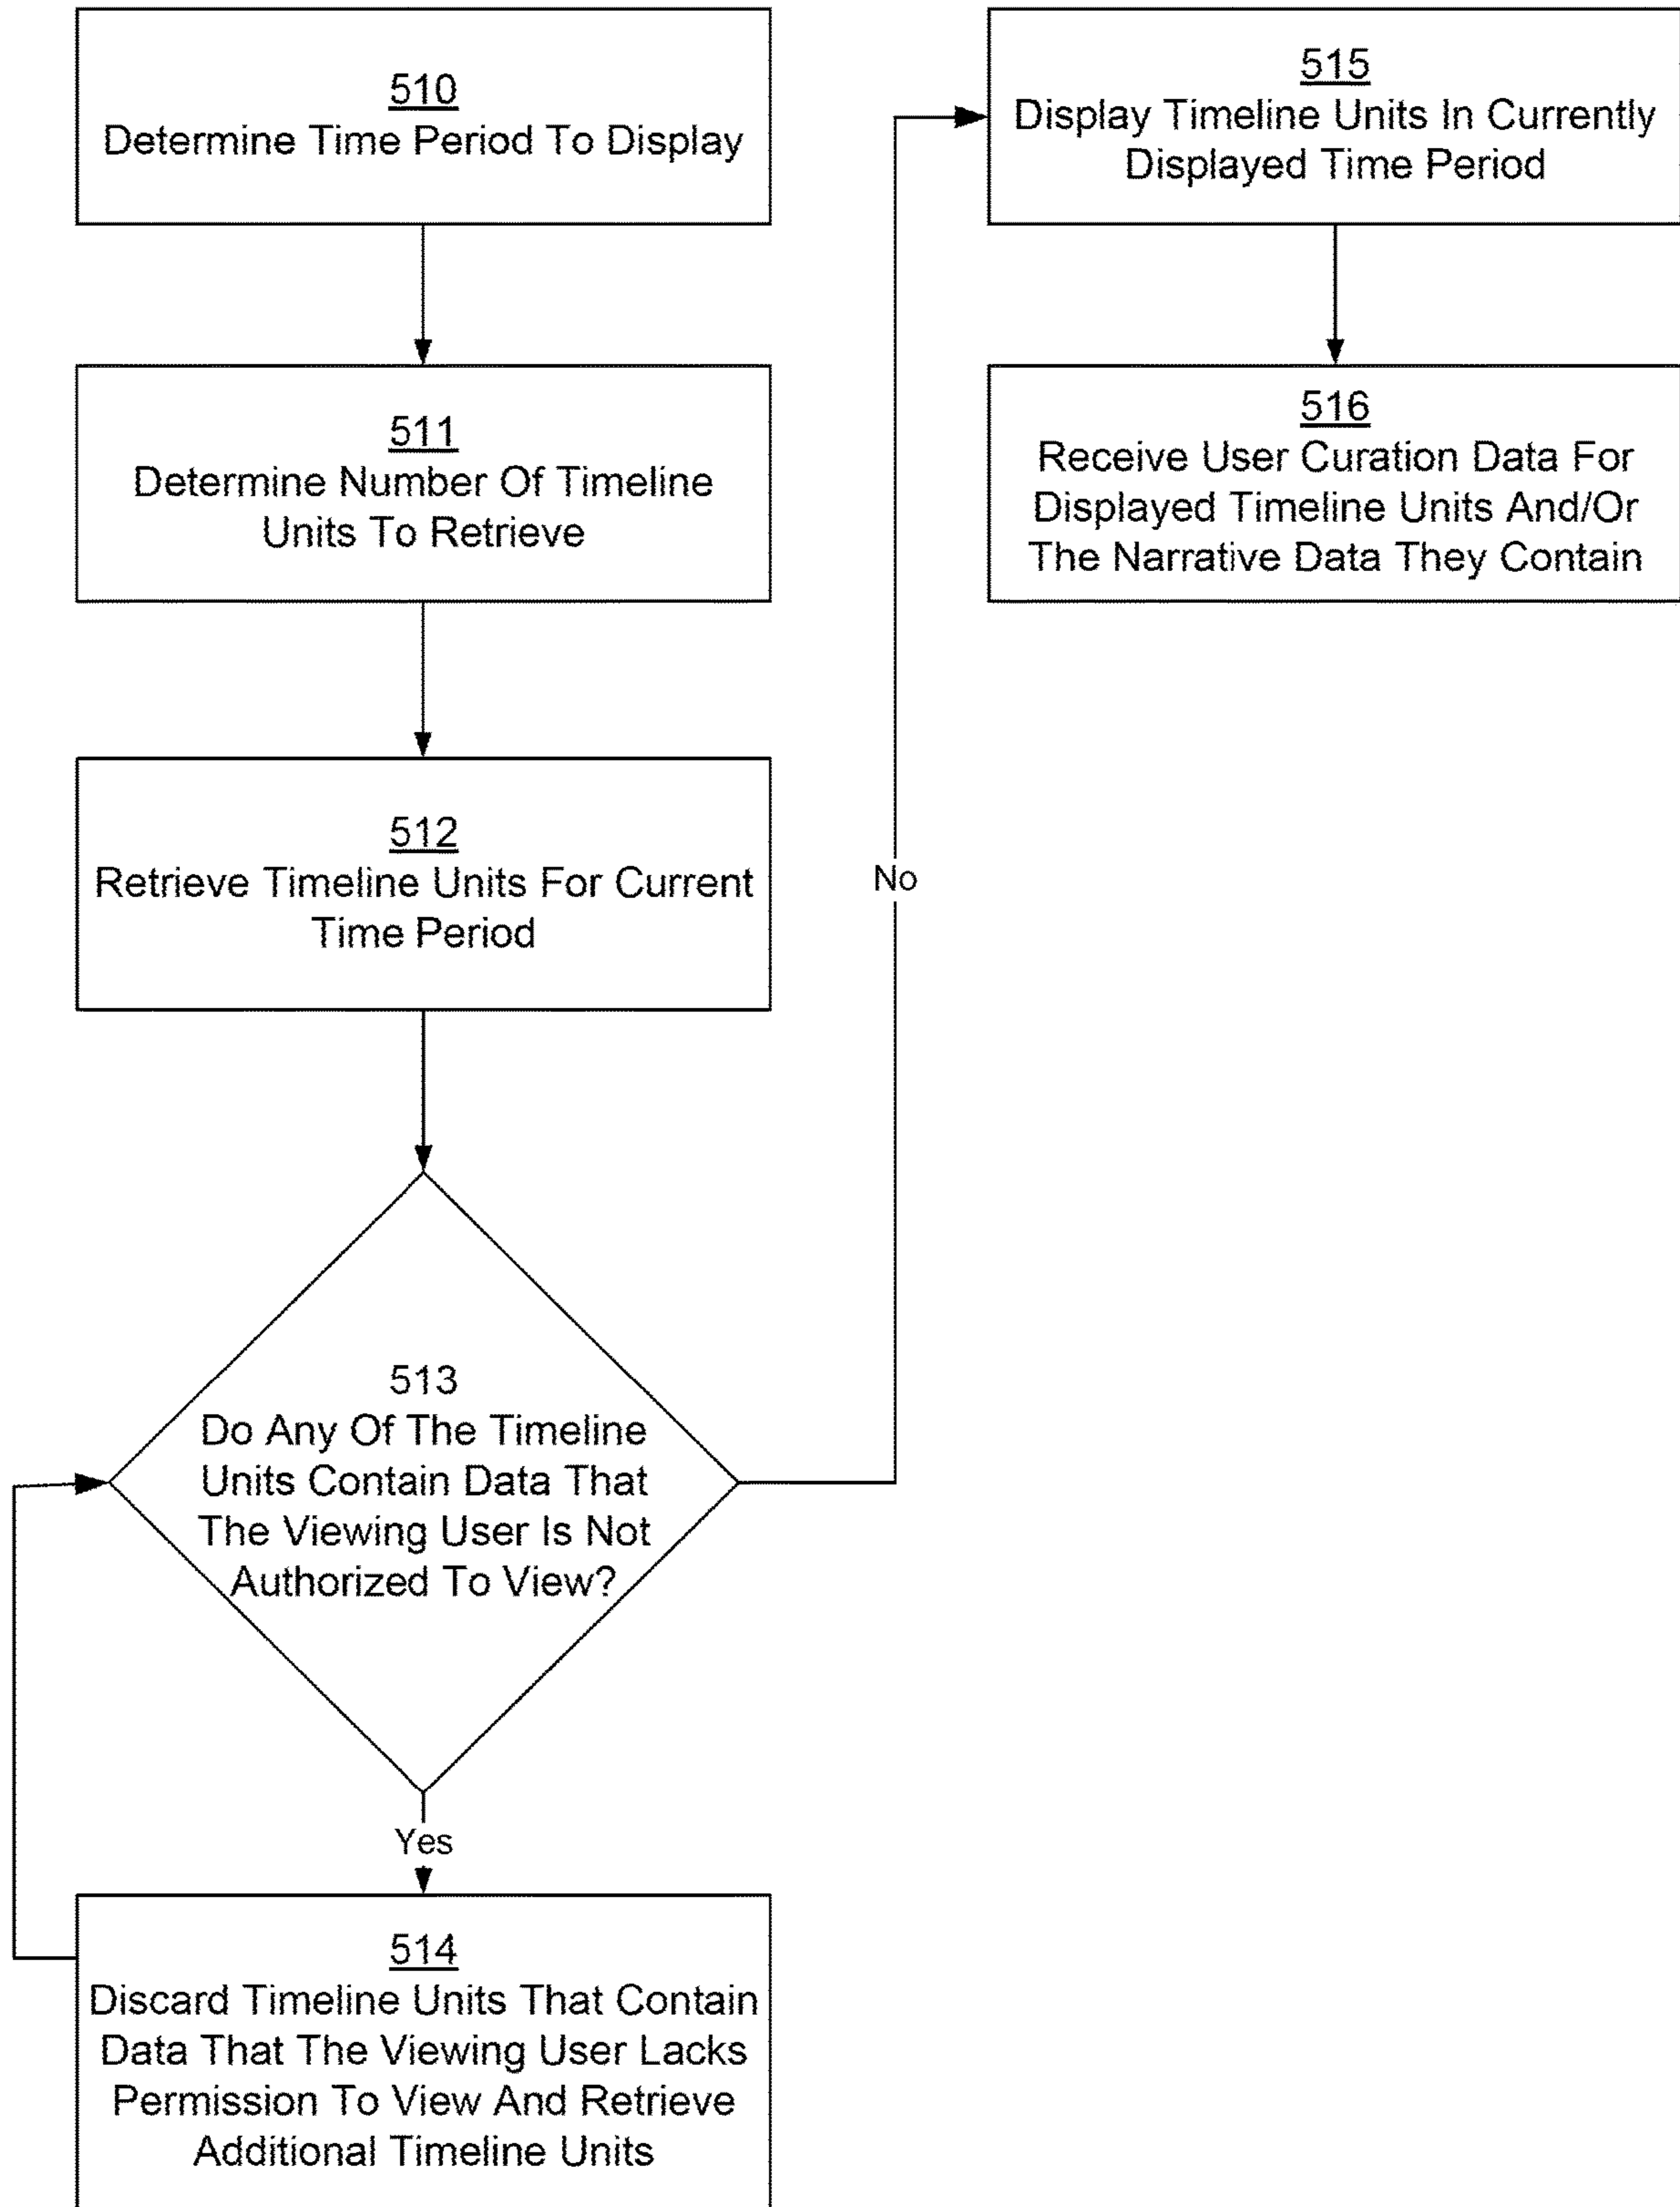 510
Determine Time Period To Display
511
Determine Number Of Timeline
Units To Retrieve
512
Retrieve Timeline Units For Current
Time Period
513
Do Any Of The Timeline
Units Contain Data That
The Viewing User Is Not
Authorized To View?
Yes
514
Discard Timeline Units That Contain
Data That The Viewing User Lacks
Permission To View And Retrieve
Additional Timeline Units
No
515
Display Timeline Units In Currently
Displayed Time Period
516
Receive User Curation Data For
Displayed Timeline Units And/Or
The Narrative Data They Contain